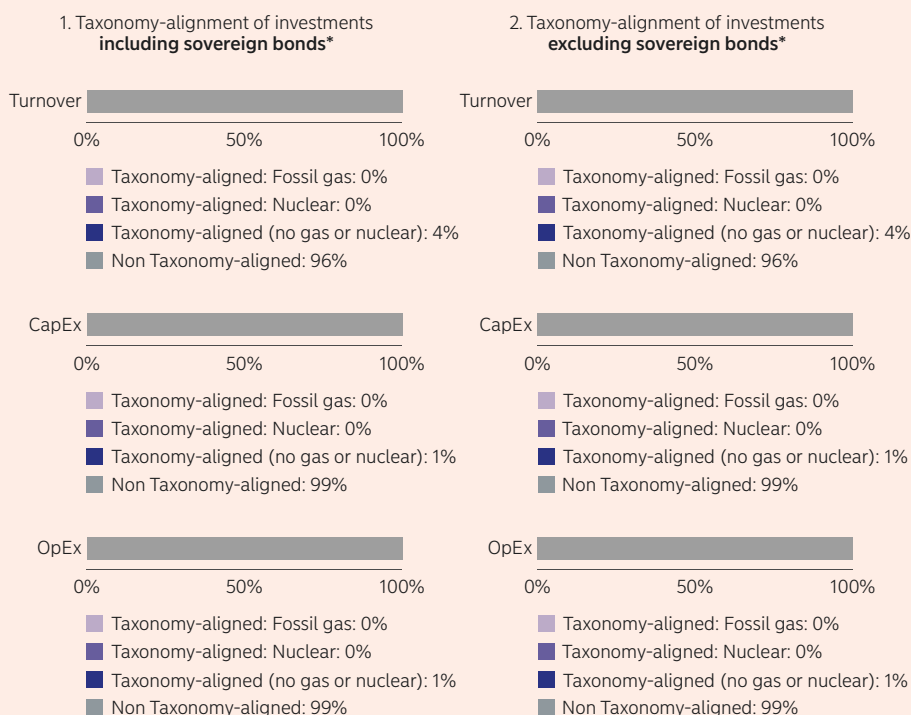 1. Taxonomy-alignment of investments
including sovereign bonds*
Turnover
0% 50% 100%
Taxonomy-aligned: Fossil gas: 0%
Taxonomy-aligned: Nuclear: 0%
Taxonomy-aligned (no gas or nuclear): 4%
Non Taxonomy-aligned: 96%
CapEx
0% 50% 100%
Taxonomy-aligned: Fossil gas: 0%
Taxonomy-aligned: Nuclear: 0%
Taxonomy-aligned (no gas or nuclear): 1%
Non Taxonomy-aligned: 99%
OpEx
0% 50% 100%
Taxonomy-aligned: Fossil gas: 0%
Taxonomy-aligned: Nuclear: 0%
Taxonomy-aligned (no gas or nuclear): 1%
Non Taxonomy-aligned: 99%
2. Taxonomy-alignment of investments
excluding sovereign bonds*
Turnover
0% 50% 100%
Taxonomy-aligned: Fossil gas: 0%
Taxonomy-aligned: Nuclear: 0%
Taxonomy-aligned (no gas or nuclear): 4%
Non Taxonomy-aligned: 96%
CapEx
0% 50% 100%
Taxonomy-aligned: Fossil gas: 0%
Taxonomy-aligned: Nuclear: 0%
Taxonomy-aligned (no gas or nuclear): 1%
Non Taxonomy-aligned: 99%
OpEx
0% 50% 100%
Taxonomy-aligned: Fossil gas: 0%
Taxonomy-aligned: Nuclear: 0%
Taxonomy-aligned (no gas or nuclear): 1%
Non Taxonomy-aligned: 99%